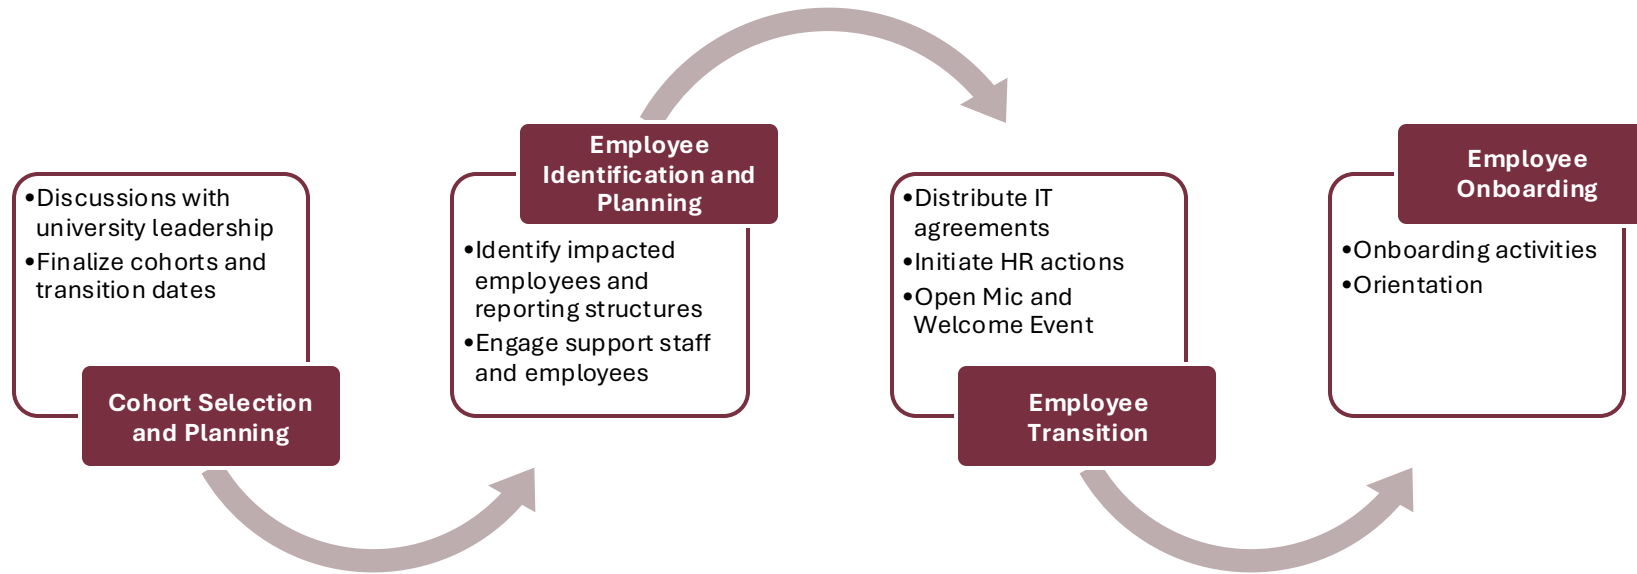 •Discussions with
university leadership
•Finalize cohorts and
transition dates
Cohort Selection
and Planning
Employee
Identification and
Planning
•Identify impacted
employees and
reporting structures
•Engage support staff
and employees
•Distribute IT
agreements
•Initiate HR actions
•Open Mic and
Welcome Event
Employee
Transition
Employee
Onboarding
•Onboarding activities
•Orientation